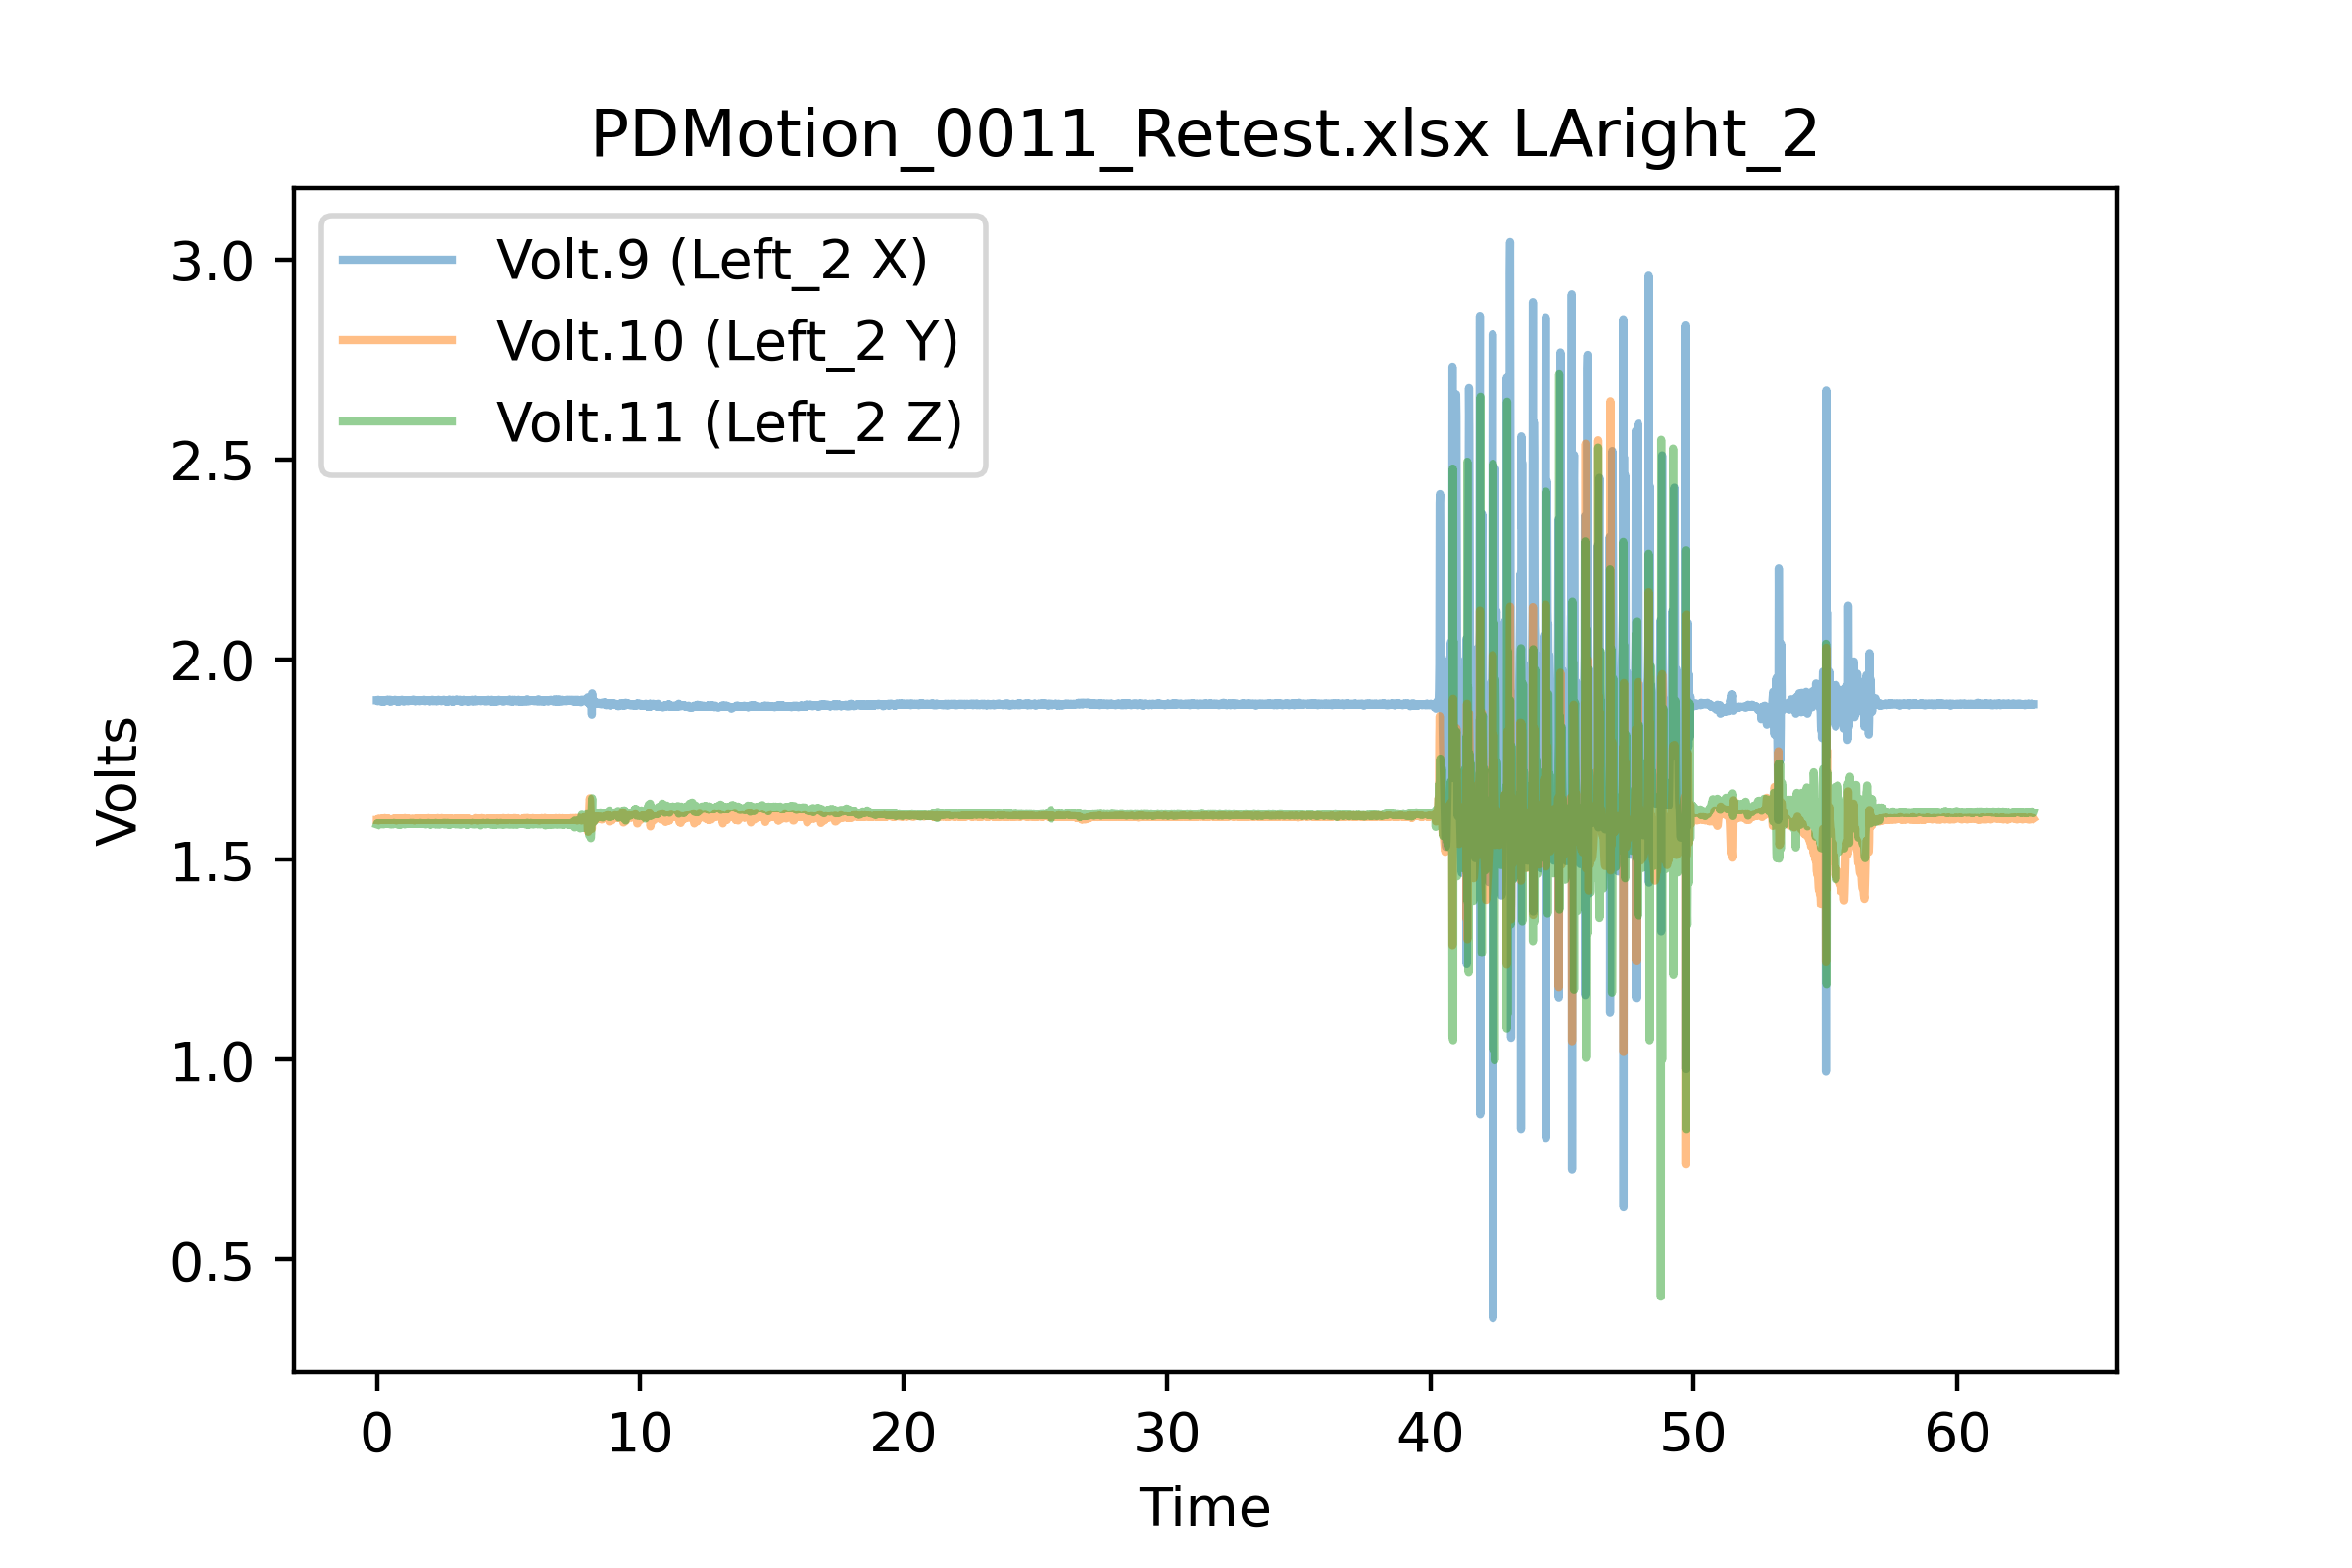 PDMotion_0011_Retest.xlsx LAright_2
Volt.9 (Left_2 X)
Volt.10 (Left_2 Y)
Volt.11 (Left_2 Z)
3.0
2.5
2.0
1.5
1.0
0.5
Volts
0 10 20 30 40 50 60
Time